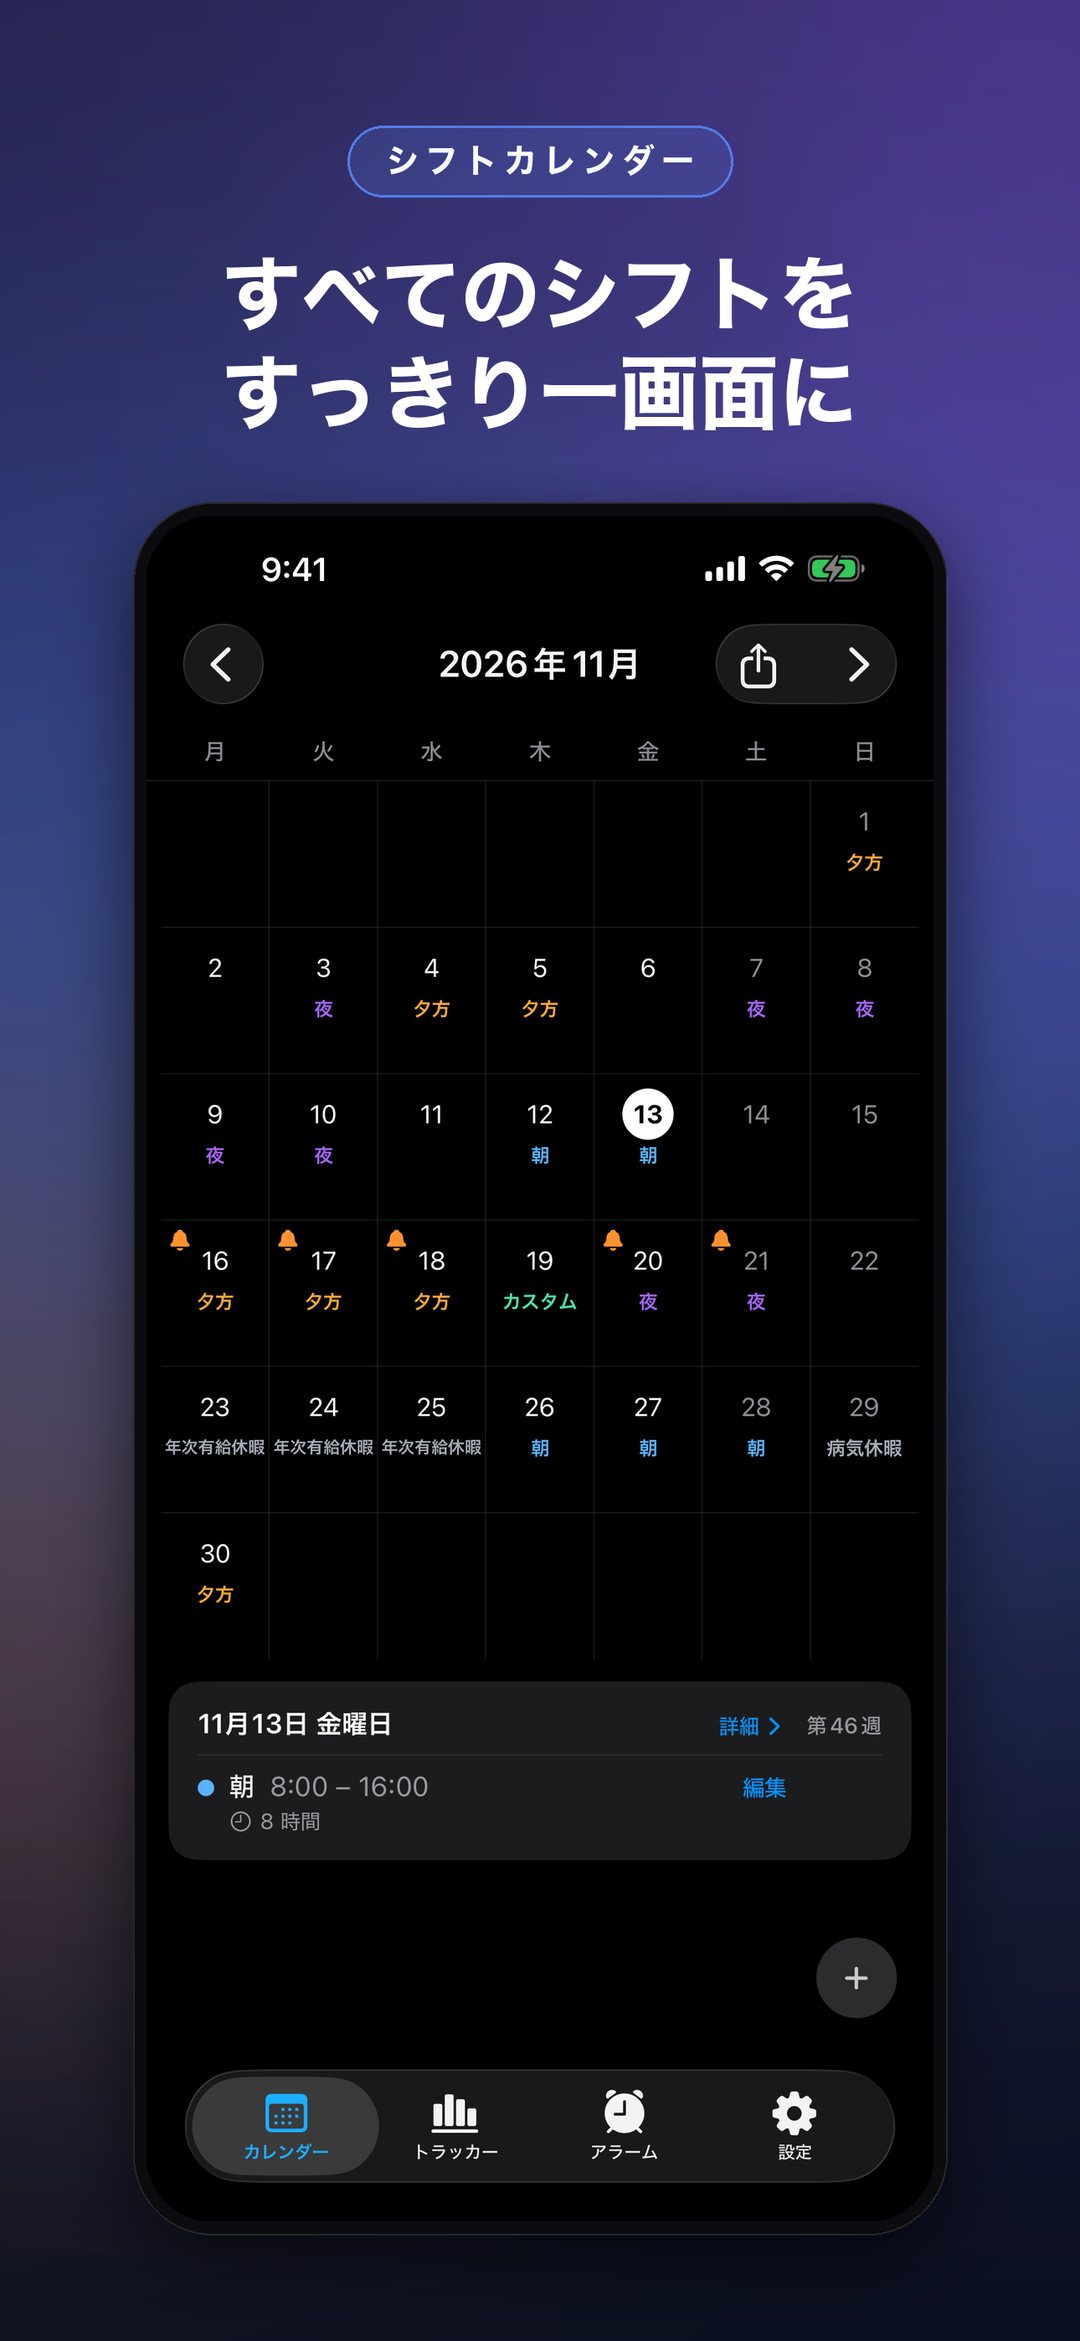 シフトカレンダー
すべてのシフトを
すっきり一画面に
9:41
2026年11月
月 火 水 木 金 土 日
1
夕方
2 3 4 5 6 7 8
夜 夕方 夕方 夜 夜
9 10 11 12 13 14 15
夜 夜 朝 朝
16 17 18 19 20 21 22
夕方 夕方 夕方 カスタム 夜 夜
23 24 25 26 27 28 29
年次有給休暇 年次有給休暇 年次有給休暇 朝 朝 朝 病気休暇
30
夕方
11月13日 金曜日 詳細 第46週
朝 8:00 – 16:00 編集
8 時間
カレンダー トラッカー アラーム 設定